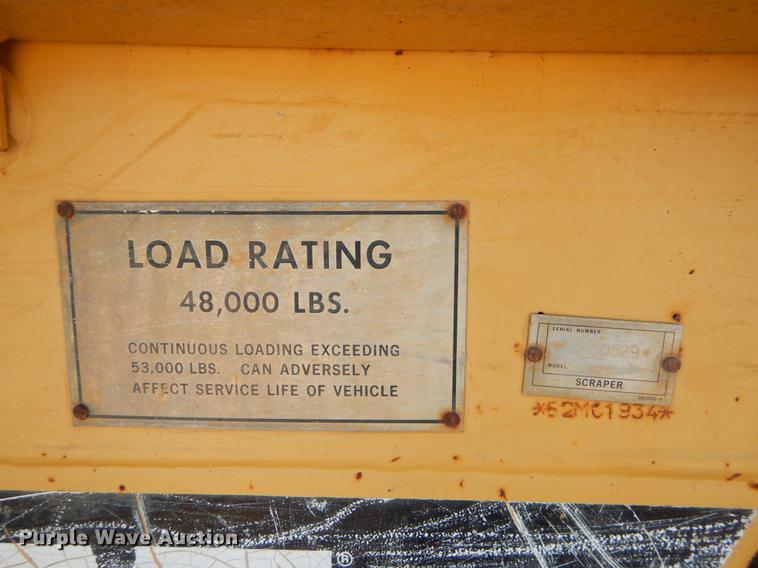 LOAD RATING
48,000 LBS.
CONTINUOUS LOADING EXCEEDING
53,000 LBS. CAN ADVERSELY
AFFECT SERVICE LIFE OF VEHICLE
SERIAL NUMBER
MODEL
SCRAPER
*52MC1934*
®
Purple Wave Auction